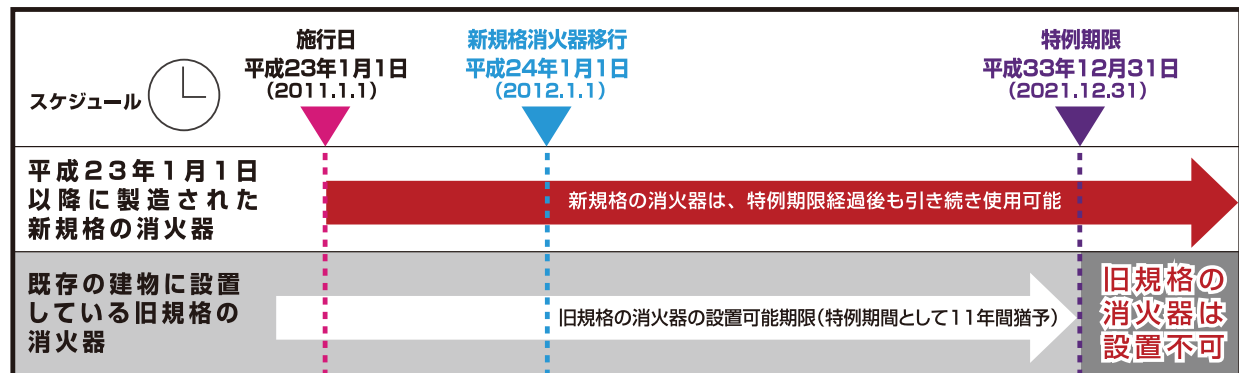 スケジュール
施行日
平成23年1月1日
(2011.1.1)
新規格消火器移行
平成24年1月1日
(2012.1.1)
特例期限
平成33年12月31日
(2021.12.31)
平成23年1月1日
以降に製造された
新規格の消火器
新規格の消火器は、特例期限経過後も引き続き使用可能
既存の建物に設置
している旧規格の
消火器
旧規格の消火器の設置可能期限(特例期間として11年間猶予)
旧規格の
消火器は
設置不可